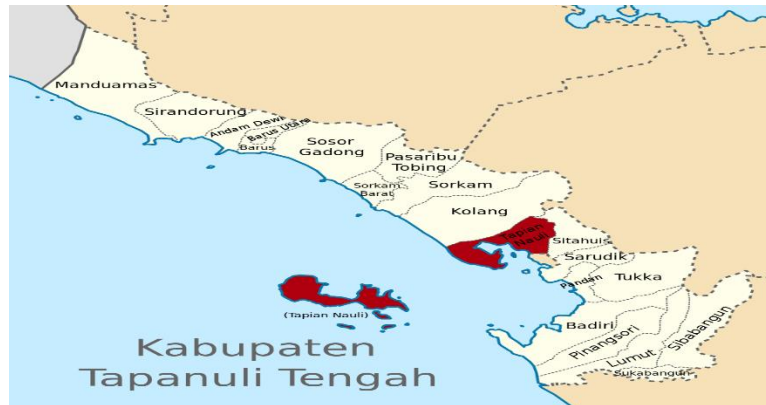 Manduamas
Sirandorung
Andam Dewi
Barus Utara
Barus
Sosor
Gadong
Pasaribu
Tobing
Sorkam
Barat
Sorkam
Kolang
Tapian
Nauli
Sitahuis
Sarudik
Tukka
Pandan
(Tapian Nauli)
Badiri
Pinangsori
Lumut
Sibabangun
Sukabangun
Kabupaten
Tapanuli Tengah